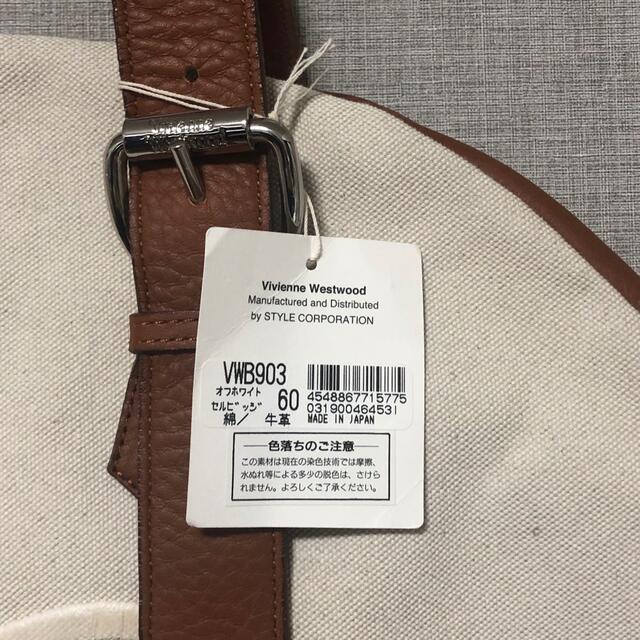 Vivienne Westwood
Vivienne Westwood
Manufactured and Distributed
by STYLE CORPORATION
VWB903
オフホワイト
セルビッジ 60
綿/ 牛革
4548867715775
031900464531
MADE IN JAPAN
色落ちのご注意
この素材は現在の染色技術では摩擦、
水ぬれ等による多少の脱色は、さけら
れません。よろしくご了承ください。